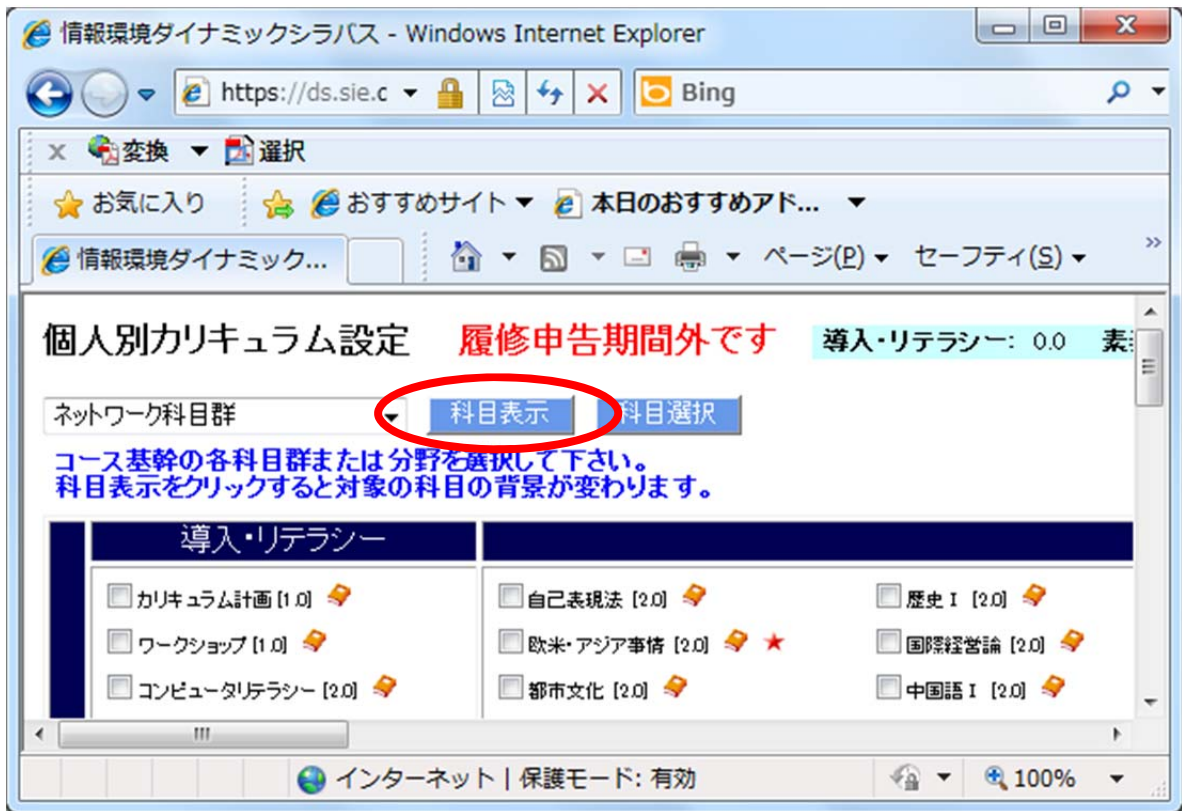 情報環境ダイナミックシラバス - Windows Internet Explorer
https://ds.sie.c
Bing
x 変換 選択
お気に入り おすすめサイト 本日のおすすめアド...
情報環境ダイナミック... ページ(P) セーフティ(S) »
個人別カリキュラム設定 履修申告期間外です 導入・リテラシー: 0.0 素
ネットワーク科目群 科目表示 科目選択
コース基幹の各科目群または分野を選択して下さい。
科目表示をクリックすると対象の科目の背景が変わります。
導入・リテラシー
カリキュラム計画 [1.0] 自己表現法 [2.0] 歴史 I [2.0]
ワークショップ [1.0] 欧米・アジア事情 [2.0] ★ 国際経営論 [2.0]
コンピュータリテラシー [2.0] 都市文化 [2.0] 中国語 I [2.0]
インターネット | 保護モード: 有効 100%